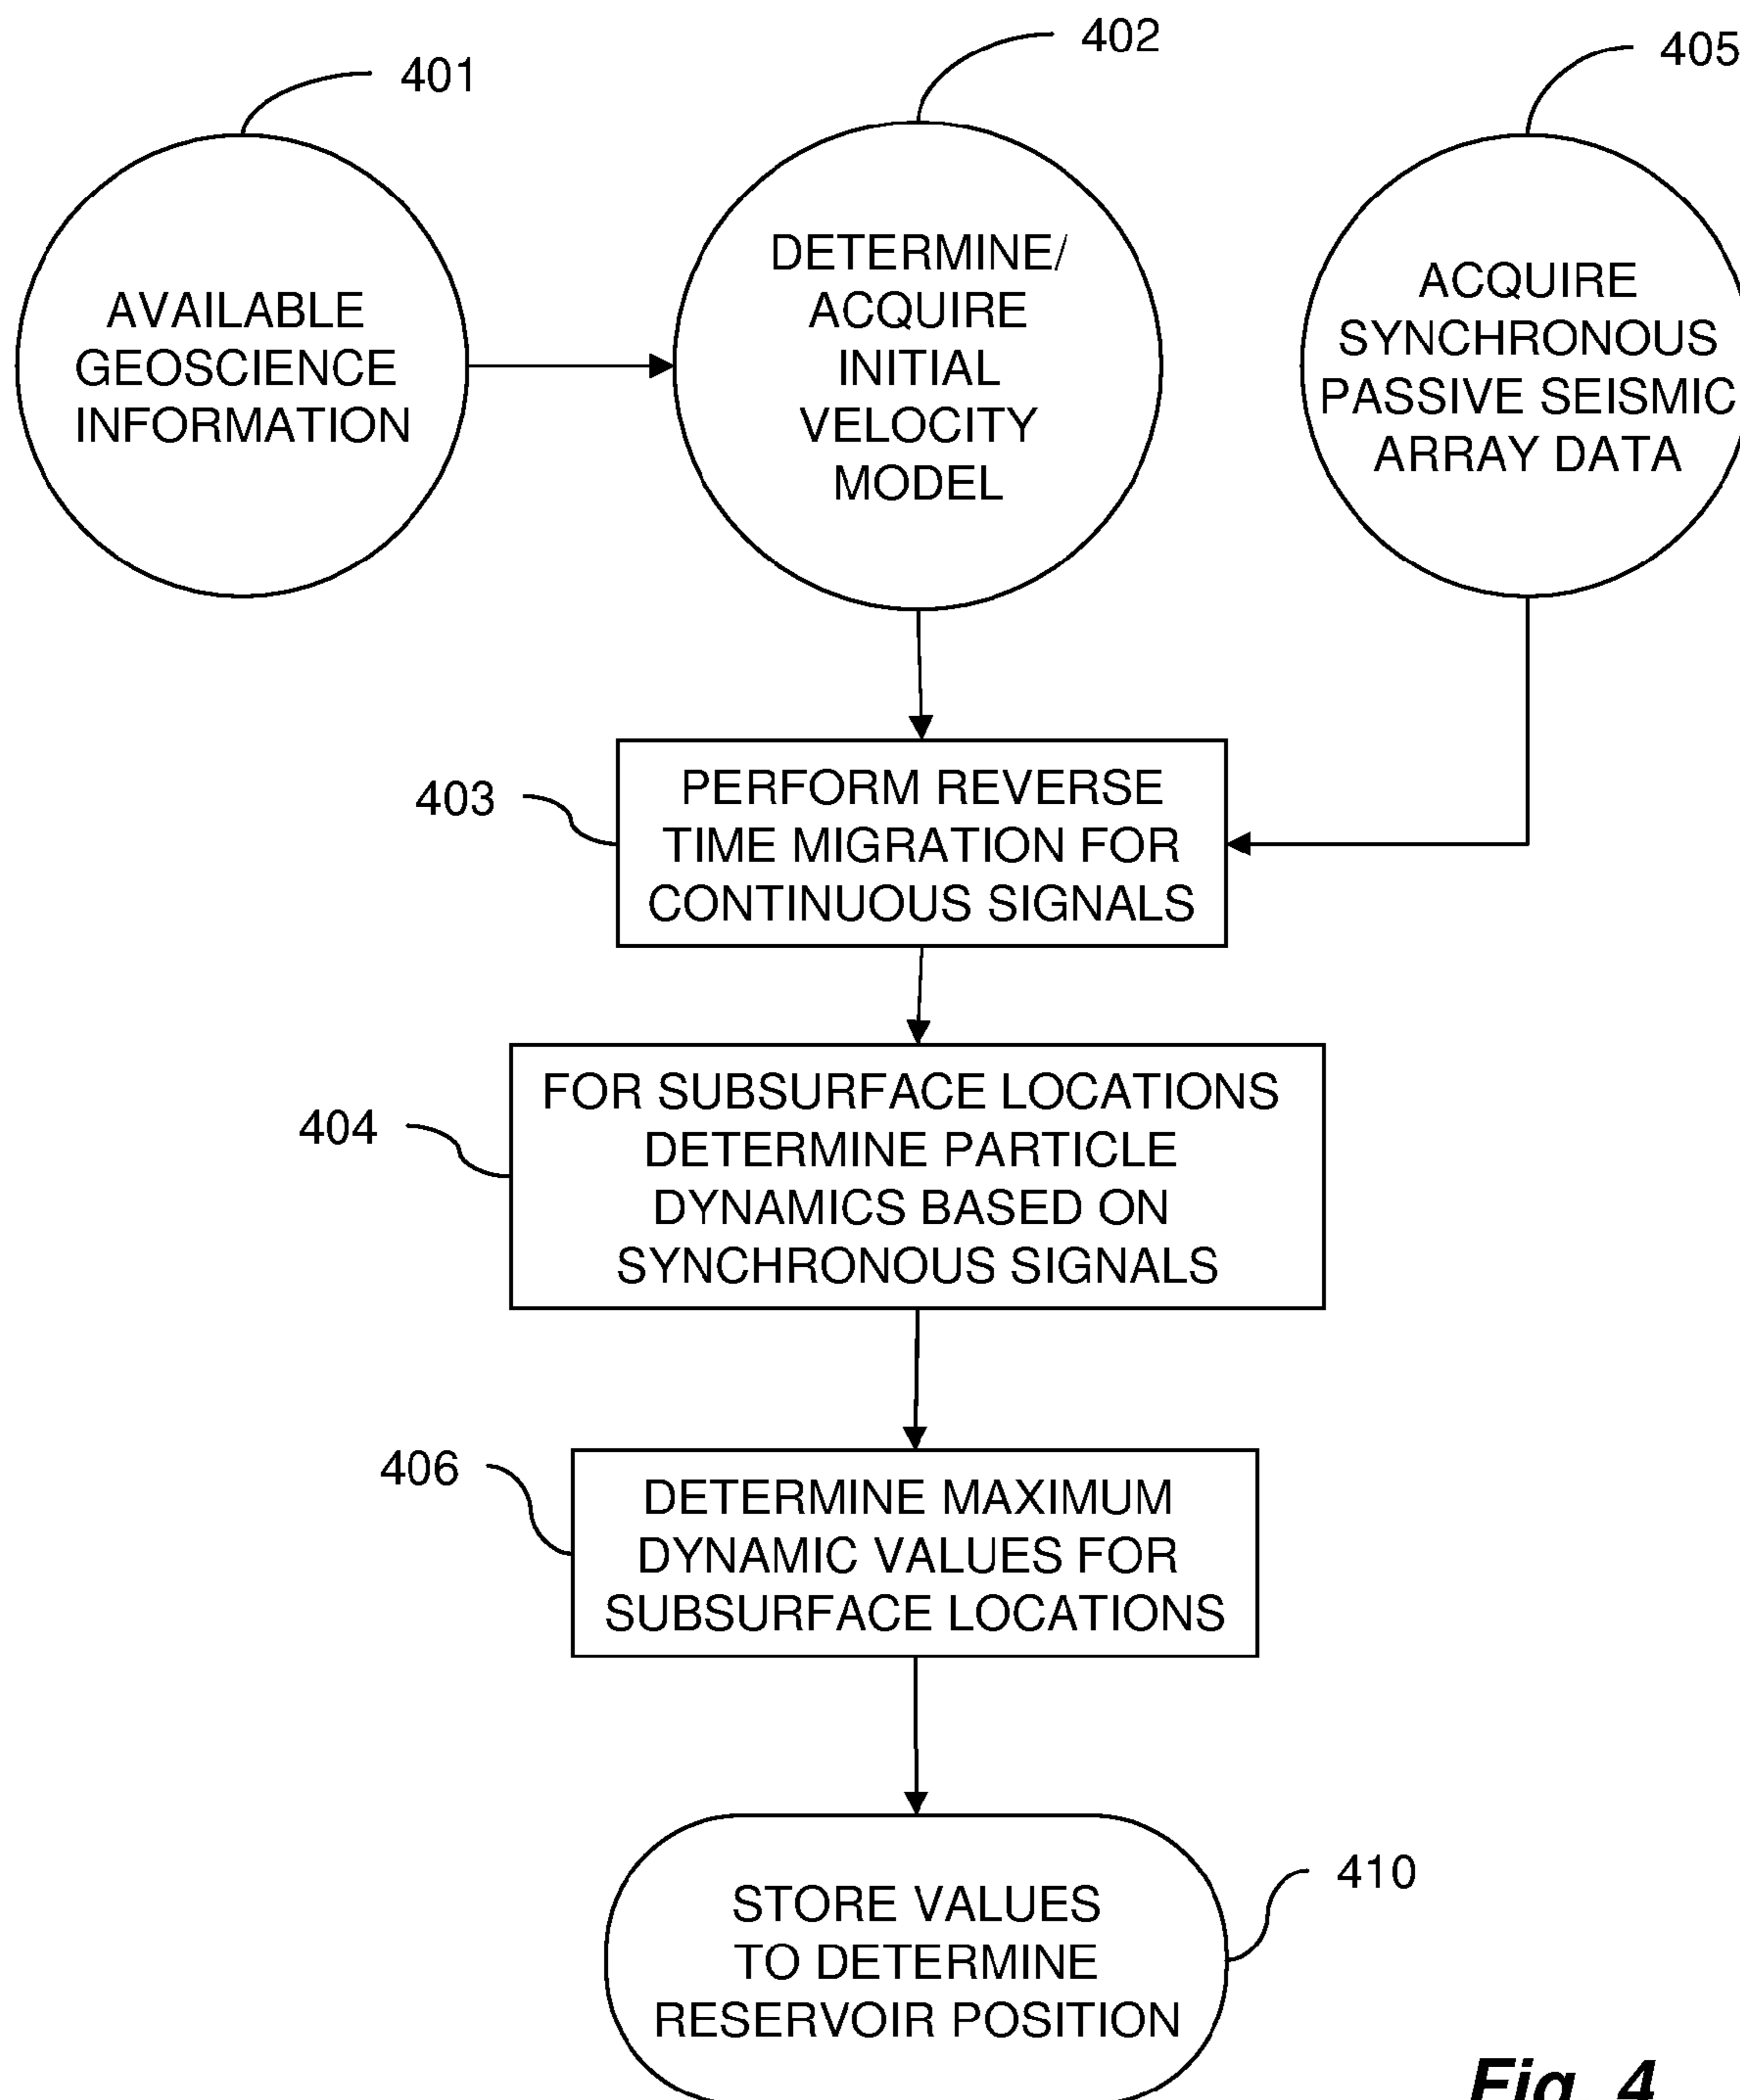 401
402
405
AVAILABLE
GEOSCIENCE
INFORMATION
DETERMINE/
ACQUIRE
INITIAL
VELOCITY
MODEL
ACQUIRE
SYNCHRONOUS
PASSIVE SEISMIC
ARRAY DATA
403
PERFORM REVERSE
TIME MIGRATION FOR
CONTINUOUS SIGNALS
404
FOR SUBSURFACE LOCATIONS
DETERMINE PARTICLE
DYNAMICS BASED ON
SYNCHRONOUS SIGNALS
406
DETERMINE MAXIMUM
DYNAMIC VALUES FOR
SUBSURFACE LOCATIONS
410
STORE VALUES
TO DETERMINE
RESERVOIR POSITION
Fig. 4